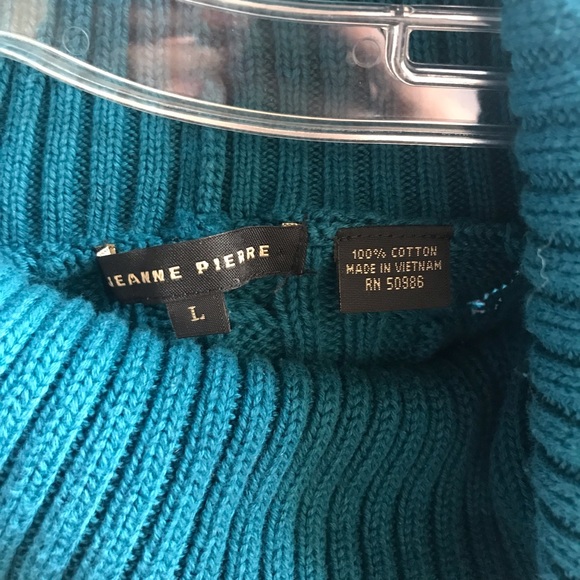 JEANNE PIERRE
L
100% COTTON
MADE IN VIETNAM
RN 50986